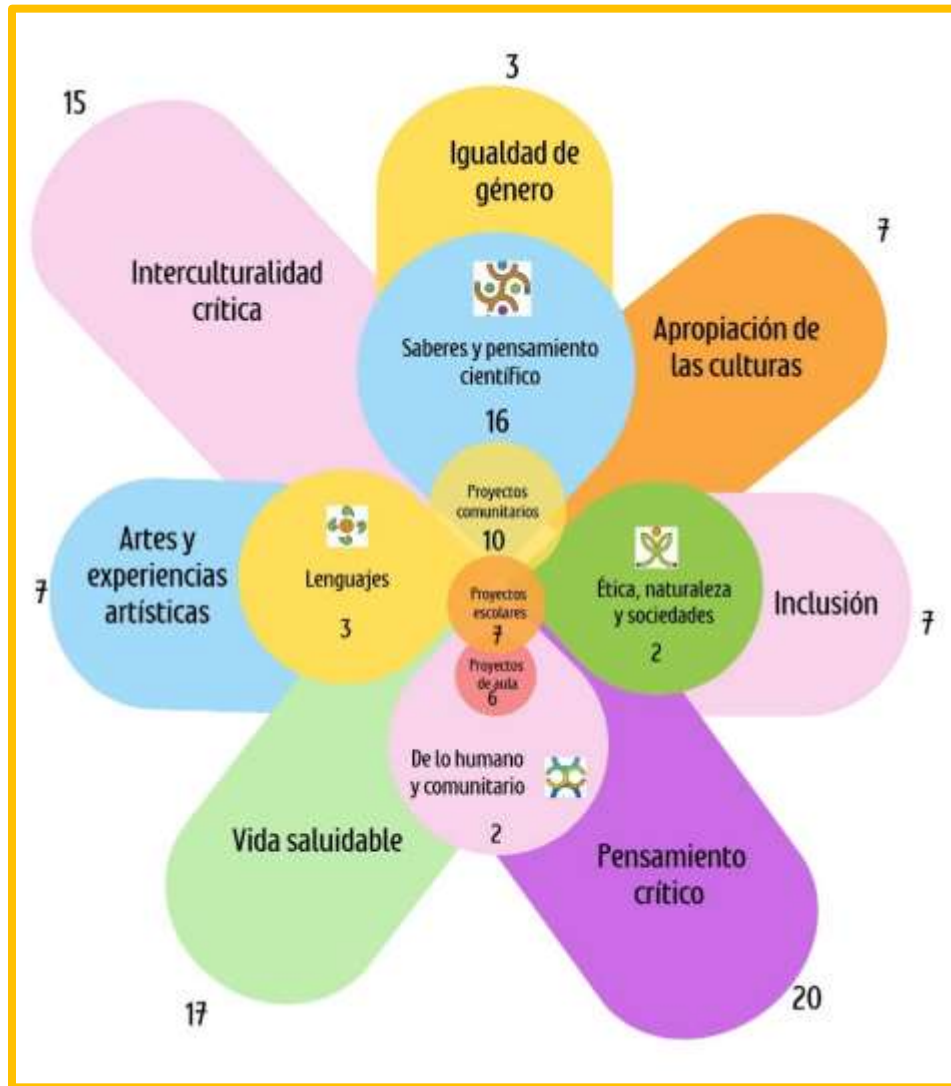 3
15
Igualdad de
género
7
Interculturalidad
crítica
Apropiación de
las culturas
Saberes y pensamiento
científico
16
Proyectos
comunitarios
10
Artes y
experiencias
artísticas
7
Lenguajes
3
Proyectos
escolares
7
Ética, naturaleza
y sociedades
2
Inclusión
7
Proyectos
de aula
6
De lo humano
y comunitario
2
Vida saluidable
17
Pensamiento
crítico
20